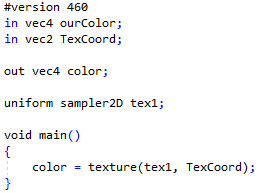 #version 460
in vec4 ourColor;
in vec2 TexCoord;

out vec4 color;

uniform sampler2D tex1;

void main()
{
    color = texture(tex1, TexCoord);
}